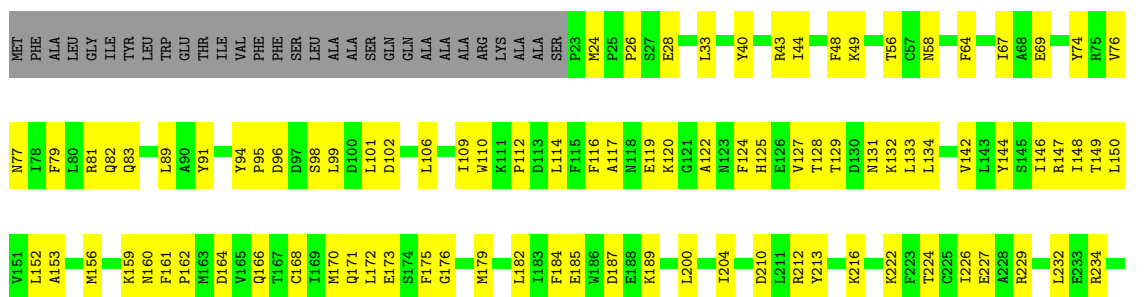 MET PHE ALA LEU GLY ILE TYR LEU TRP GLU THR ILE VAL PHE PHE SER LEU ALA ALA SER GLN GLN ALA ALA ALA ARG LYS ALA ALA SER P23 M24 P25 P26 S27 E28 L33 Y40 R43 I44 F48 K49 T56 C57 N58 F64 I67 A68 E69 Y74 R75 V76
N77 I78 F79 L80 R81 Q82 Q83 L89 A90 Y91 Y94 P95 D96 D97 S98 L99 D100 L101 D102 L106 I109 W110 K111 P112 D113 L114 F115 F116 A117 N118 E119 K120 G121 A122 N123 F124 H125 E126 V127 T128 T129 D130 N131 K132 L133 L134 V142 L143 Y144 S145 I146 R147 I148 T149 L150
V151 L152 A153 M156 K159 N160 F161 P162 M163 D164 V165 Q166 T167 C168 I169 M170 Q171 L172 E173 S174 F175 G176 M179 L182 I183 F184 E185 W186 D187 E188 K189 L200 I204 D210 L211 R212 Y213 K216 K222 F223 T224 C225 I226 E227 A228 R229 L232 E233 R234